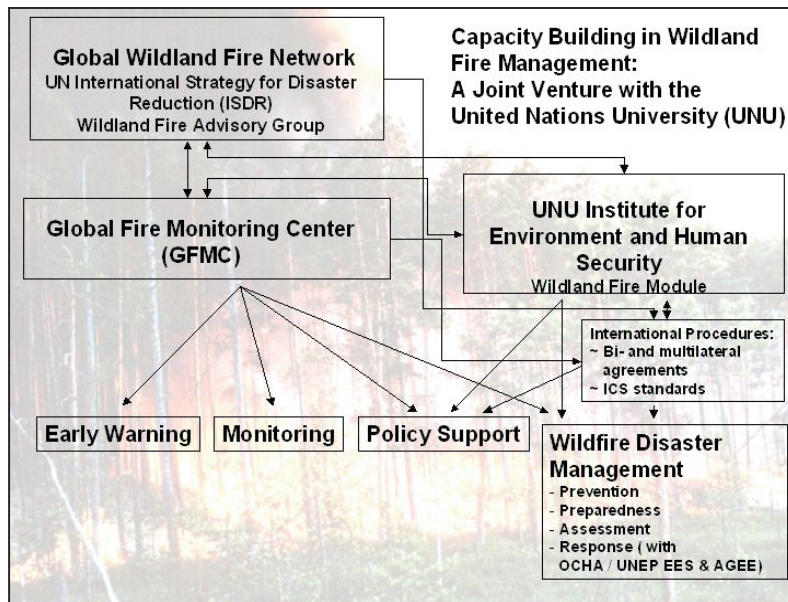 Global Wildland Fire Network
UN International Strategy for Disaster
Reduction (ISDR)
Wildland Fire Advisory Group
Capacity Building in Wildland
Fire Management:
A Joint Venture with the
United Nations University (UNU)
Global Fire Monitoring Center
(GFMC)
UNU Institute for
Environment and Human
Security
Wildland Fire Module
International Procedures:
~ Bi- and multilateral
agreements
~ ICS standards
Early Warning
Monitoring
Policy Support
Wildfire Disaster
Management
- Prevention
- Preparedness
- Assessment
- Response ( with
OCHA / UNEP EES & AGEE)